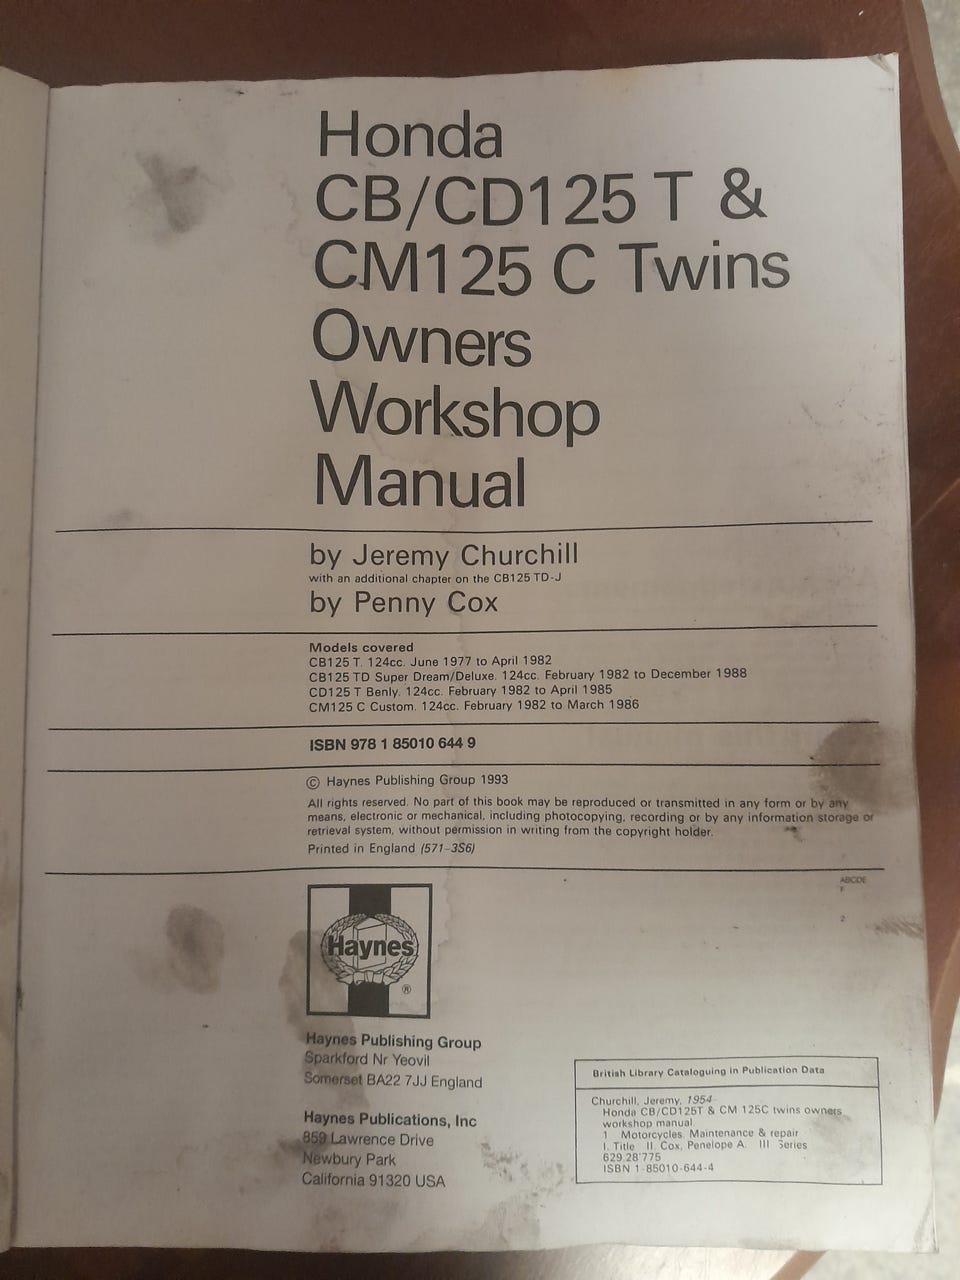 Honda
CB/CD125 T &
CM125 C Twins
Owners
Workshop
Manual
by Jeremy Churchill
with an additional chapter on the CB125 TD-J
by Penny Cox
Models covered
CB125 T. 124cc. June 1977 to April 1982
CB125 TD Super Dream/Deluxe. 124cc. February 1982 to December 1988
CD125 T Benly. 124cc. February 1982 to April 1985
CM125 C Custom. 124cc. February 1982 to March 1986
ISBN 978 1 85010 644 9
© Haynes Publishing Group 1993
All rights reserved. No part of this book may be reproduced or transmitted in any form or by any
means, electronic or mechanical, including photocopying, recording or by any information storage or
retrieval system, without permission in writing from the copyright holder.
Printed in England (571-3S6)
ABCDE
F
2
Haynes
®
Haynes Publishing Group
Sparkford Nr Yeovil
Somerset BA22 7JJ England
Haynes Publications, Inc
859 Lawrence Drive
Newbury Park
California 91320 USA
British Library Cataloguing in Publication Data
Churchill, Jeremy, 1954-
Honda CB/CD125T & CM 125C twins owners
workshop manual
1 Motorcycles. Maintenance & repair
I. Title II. Cox, Penelope A. III Series
629.28'775
ISBN 1-85010-644-4